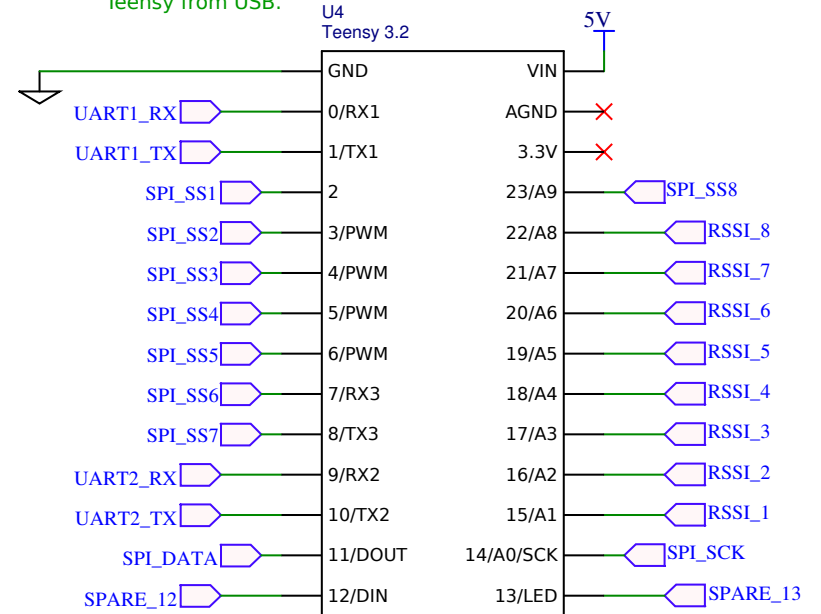 Teensy from USB.
U4
Teensy 3.2
5V
GND VIN
UART1_RX 0/RX1 AGND
UART1_TX 1/TX1 3.3V
SPI_SS1 2 23/A9 SPI_SS8
SPI_SS2 3/PWM 22/A8 RSSI_8
SPI_SS3 4/PWM 21/A7 RSSI_7
SPI_SS4 5/PWM 20/A6 RSSI_6
SPI_SS5 6/PWM 19/A5 RSSI_5
SPI_SS6 7/RX3 18/A4 RSSI_4
SPI_SS7 8/TX3 17/A3 RSSI_3
UART2_RX 9/RX2 16/A2 RSSI_2
UART2_TX 10/TX2 15/A1 RSSI_1
SPI_DATA 11/DOUT 14/A0/SCK SPI_SCK
SPARE_12 12/DIN 13/LED SPARE_13